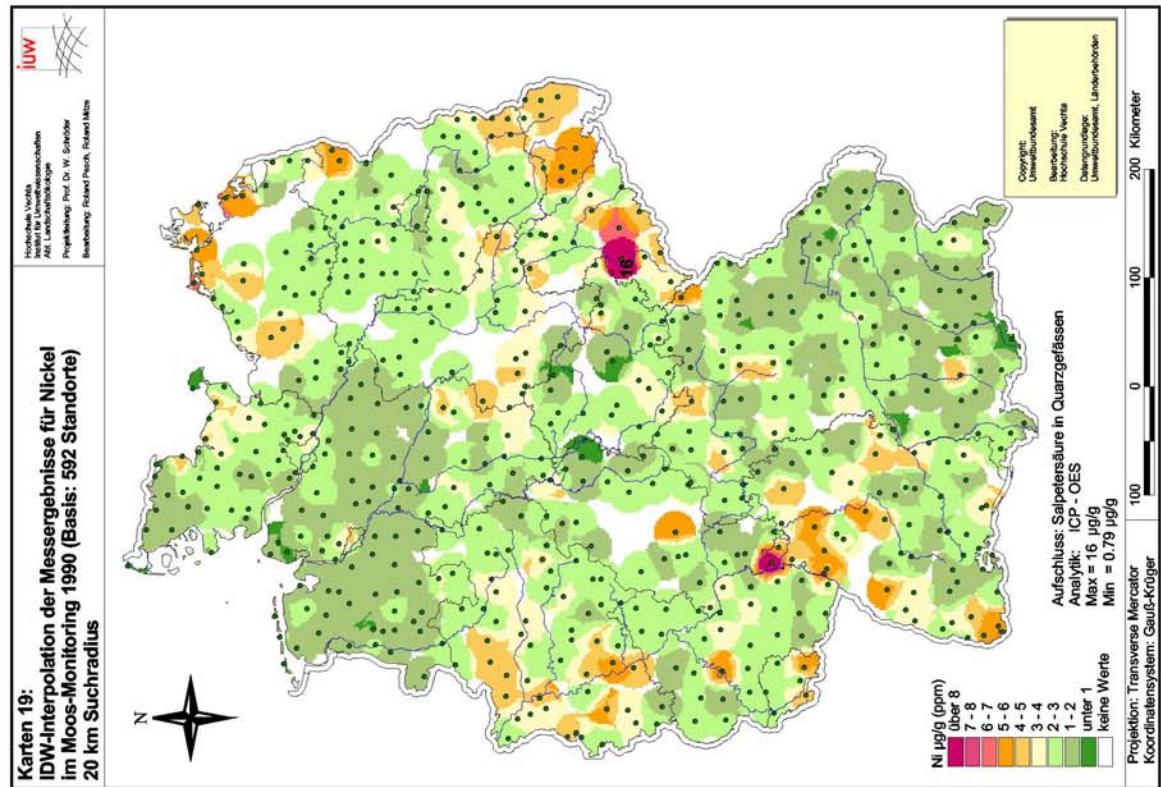 Karten 19:
IDW-Interpolation der Messergebnisse für Nickel
im Moos-Monitoring 1990 (Basis: 592 Standorte)
20 km Suchradius
Hochschule Vechta
Institut für Umweltwissenschaften
Abt. Landschaftsökologie
Projektleitung: Prof. Dr. W. Schröder
Bearbeitung: Roland Pesch, Roland Mitze
iuw
N
16
Ni µg/g (ppm)
über 8
7 - 8
6 - 7
5 - 6
4 - 5
3 - 4
2 - 3
1 - 2
unter 1
keine Werte
Aufschluss: Salpetersäure in Quarzgefässen
Analytik: ICP - OES
Max = 16 µg/g
Min = 0.79 µg/g
Copyright:
Umweltbundesamt
Bearbeitung:
Hochschule Vechta
Datengrundlage:
Umweltbundesamt, Länderbehörden
Projektion: Transverse Mercator
Koordinatensystem: Gauß-Krüger
100 0 100 200 Kilometer